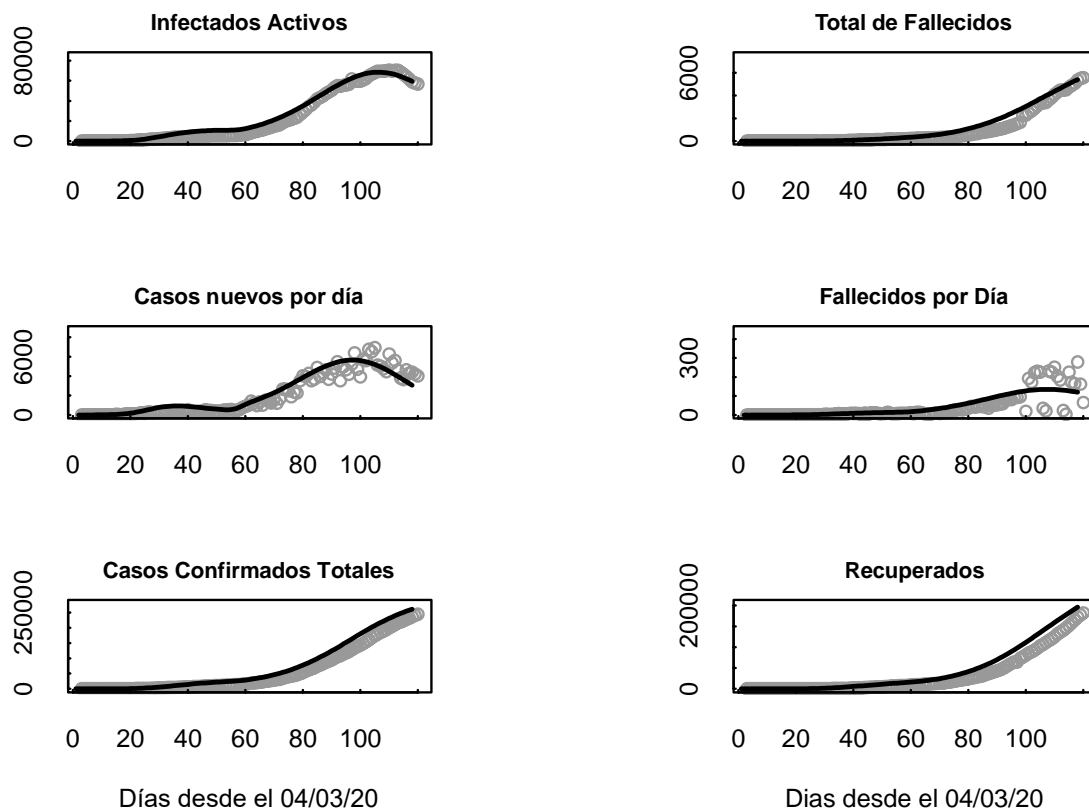 Infectados Activos
80000
0
0 20 40 60 80 100
Total de Fallecidos
6000
0
0 20 40 60 80 100
Casos nuevos por día
6000
0
0 20 40 60 80 100
Fallecidos por Día
300
0
0 20 40 60 80 100
Casos Confirmados Totales
250000
0
0 20 40 60 80 100
Días desde el 04/03/20
Recuperados
200000
0
0 20 40 60 80 100
Dias desde el 04/03/20